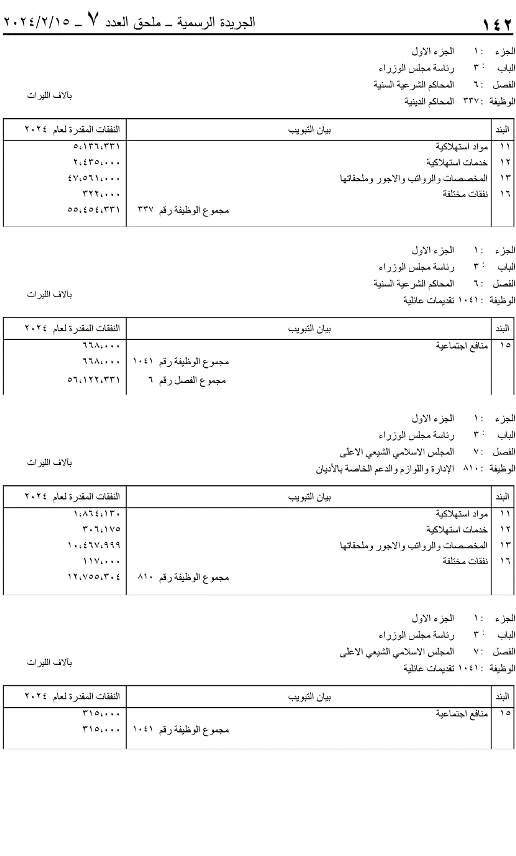 ١٤٢ الجريدة الرسمية – ملحق العدد ٧ – ٢٠٢٤/٢/١٥
الجزء : ١ الجزء الاول
الباب : ٣ رئاسة مجلس الوزراء
الفصل : ٦ المحاكم الشرعية السنية
بآلاف الليرات
الوظيفة : ٣٣٧ المحاكم الدينية
البند بيان التبويب النفقات المقدرة لعام ٢٠٢٤
١١ مواد استهلاكية ٥،١٣٦،٣٣١
١٢ خدمات استهلاكية ٢،٤٣٥،٠٠٠
١٣ المخصصات والرواتب والاجور وملحقاتها ٤٧،٥٦١،٠٠٠
١٦ نفقات مختلفة ٣٢٢،٠٠٠
مجموع الوظيفة رقم ٣٣٧ ٥٥،٤٥٤،٣٣١
الجزء : ١ الجزء الاول
الباب : ٣ رئاسة مجلس الوزراء
الفصل : ٦ المحاكم الشرعية السنية
بآلاف الليرات
الوظيفة : ١٠٤١ تقديمات عائلية
البند بيان التبويب النفقات المقدرة لعام ٢٠٢٤
١٥ منافع اجتماعية ٦٦٨،٠٠٠
مجموع الوظيفة رقم ١٠٤١ ٦٦٨،٠٠٠
مجموع الفصل رقم ٦ ٥٦،١٢٢،٣٣١
الجزء : ١ الجزء الاول
الباب : ٣ رئاسة مجلس الوزراء
الفصل : ٧ المجلس الاسلامي الشيعي الاعلى
بآلاف الليرات
الوظيفة : ٨١٠ الإدارة واللوازم والدعم الخاصة بالأديان
البند بيان التبويب النفقات المقدرة لعام ٢٠٢٤
١١ مواد استهلاكية ١،٨٦٤،١٣٠
١٢ خدمات استهلاكية ٣٠٦،١٧٥
١٣ المخصصات والرواتب والاجور وملحقاتها ١٠،٤٦٧،٩٩٩
١٦ نفقات مختلفة ١١٧،٠٠٠
مجموع الوظيفة رقم ٨١٠ ١٢،٧٥٥،٣٠٤
الجزء : ١ الجزء الاول
الباب : ٣ رئاسة مجلس الوزراء
الفصل : ٧ المجلس الاسلامي الشيعي الاعلى
بآلاف الليرات
الوظيفة : ١٠٤١ تقديمات عائلية
البند بيان التبويب النفقات المقدرة لعام ٢٠٢٤
١٥ منافع اجتماعية ٣١٥،٠٠٠
مجموع الوظيفة رقم ١٠٤١ ٣١٥،٠٠٠